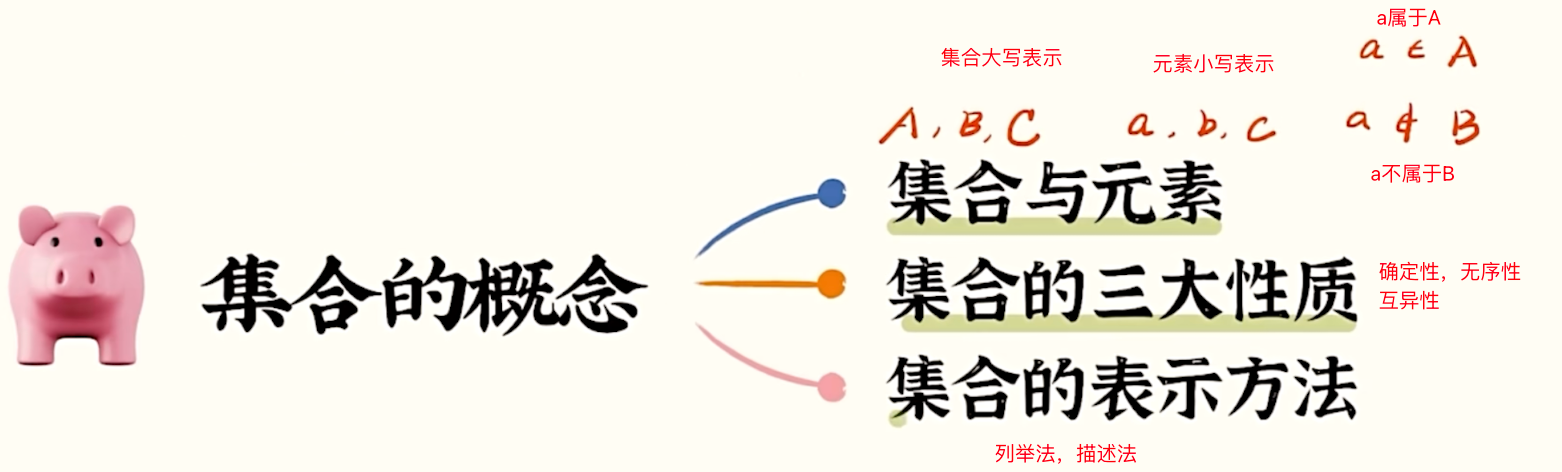 a属于A
a ∈ A
集合大写表示
元素小写表示
A, B, C
a, b, c
a ∉ B
集合与元素
a不属于B
集合的概念
集合的三大性质
确定性，无序性
互异性
集合的表示方法
列举法，描述法